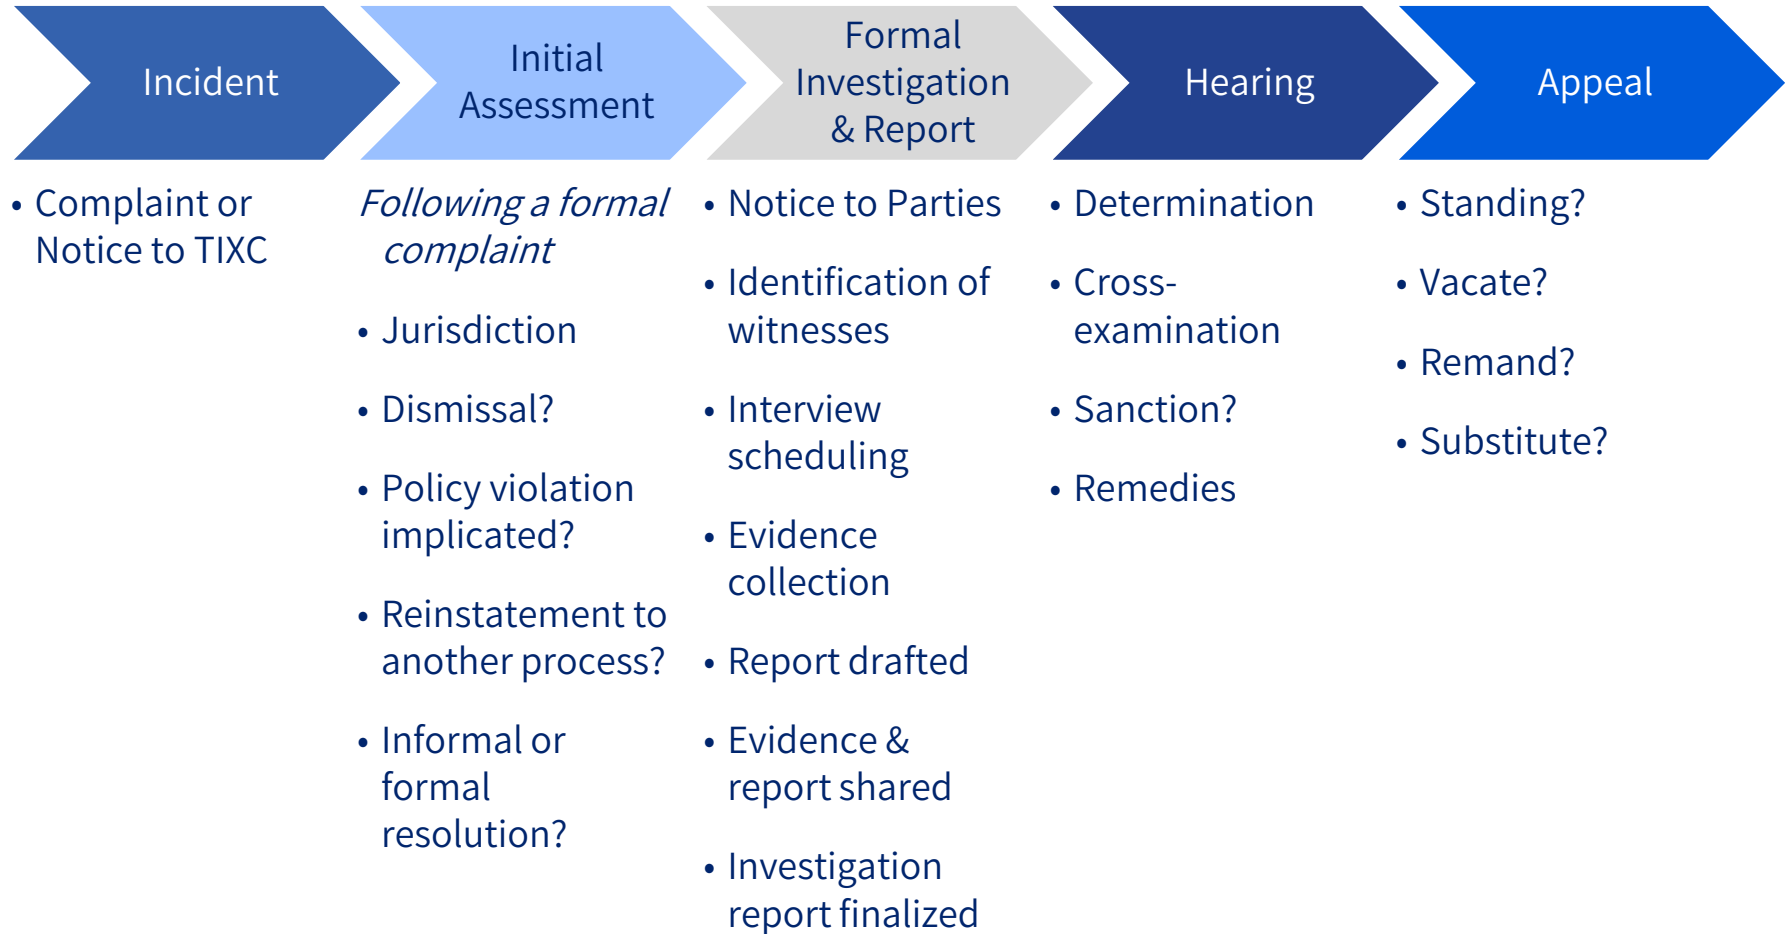 Incident
Initial
Assessment
Formal
Investigation
& Report
Hearing
Appeal
• Complaint or
Notice to TIXC
Following a formal
complaint
• Jurisdiction
• Dismissal?
• Policy violation
implicated?
• Reinstatement to
another process?
• Informal or
formal
resolution?
• Notice to Parties
• Identification of
witnesses
• Interview
scheduling
• Evidence
collection
• Report drafted
• Evidence &
report shared
• Investigation
report finalized
• Determination
• Cross-
examination
• Sanction?
• Remedies
• Standing?
• Vacate?
• Remand?
• Substitute?